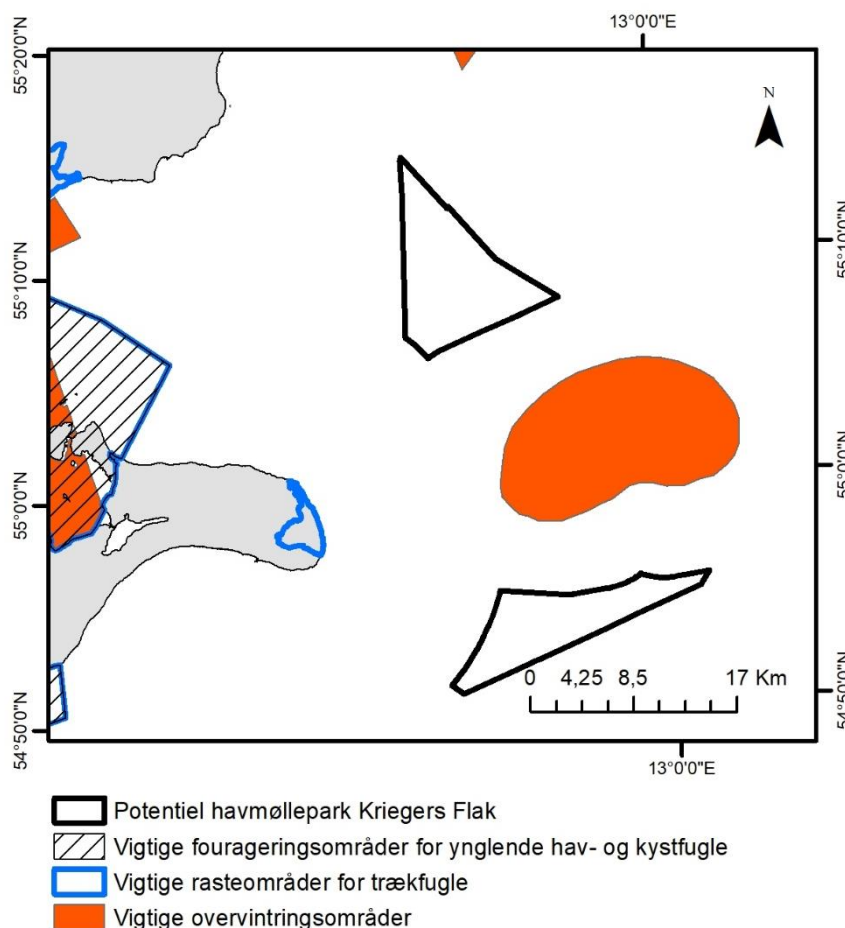 13°0'0"E
55°20'0"N
N
55°10'0"N
55°10'0"N
55°0'0"N
55°0'0"N
0 4,25 8,5 17 Km
54°50'0"N
54°50'0"N
13°0'0"E
Potentiel havmøllepark Kriegers Flak
Vigtige fourageringsområder for ynglende hav- og kystfugle
Vigtige rasteområder for trækfugle
Vigtige overvintringsområder